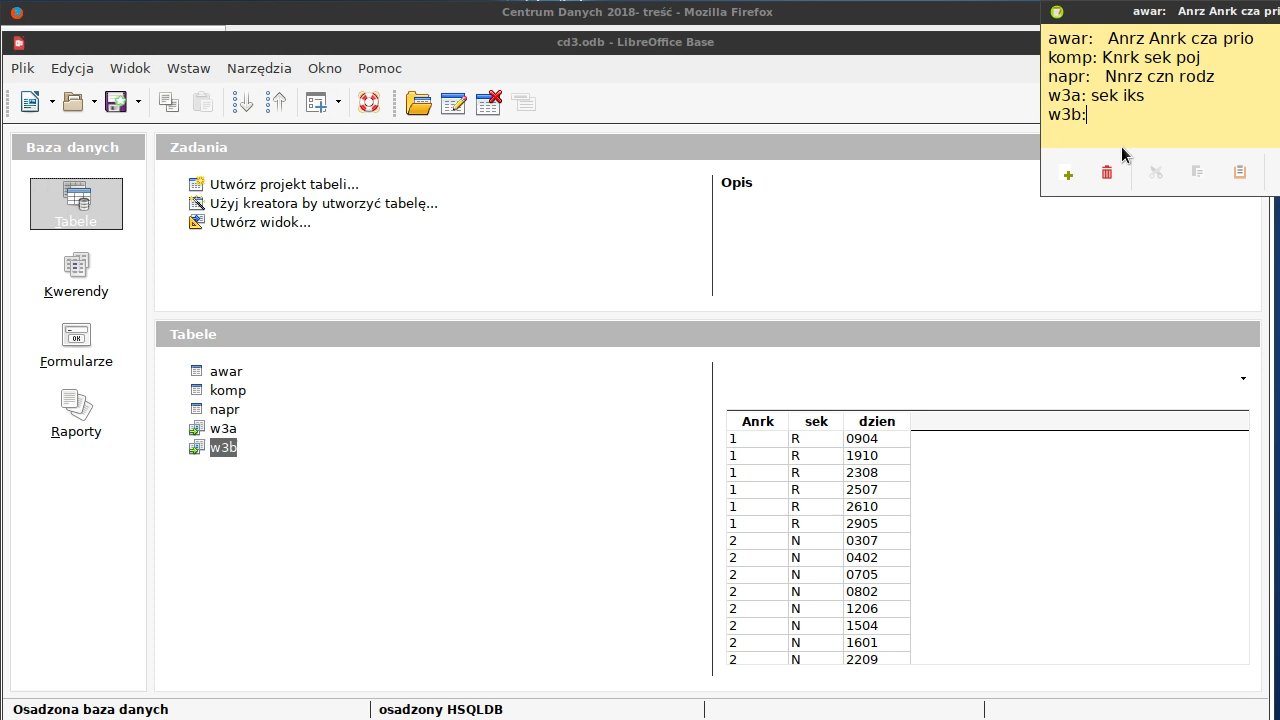 Centrum Danych 2018- treść - Mozilla Firefox
awar: Anrz Anrk cza pri
cd3.odb - LibreOffice Base
awar: Anrz Anrk cza prio
komp: Knrk sek poj
napr: Nnrz czn rodz
w3a: sek iks
w3b:
Plik Edycja Widok Wstaw Narzędzia Okno Pomoc
Baza danych
Tabele
Kwerendy
Formularze
Raporty
Zadania
Utwórz projekt tabeli...
Użyj kreatora by utworzyć tabelę...
Utwórz widok...
Opis
Tabele
awar
komp
napr
w3a
w3b
Anrk sek dzien
1 R 0904
1 R 1910
1 R 2308
1 R 2507
1 R 2610
1 R 2905
2 N 0307
2 N 0402
2 N 0705
2 N 0802
2 N 1206
2 N 1504
2 N 1601
2 N 2209
Osadzona baza danych osadzony HSQLDB